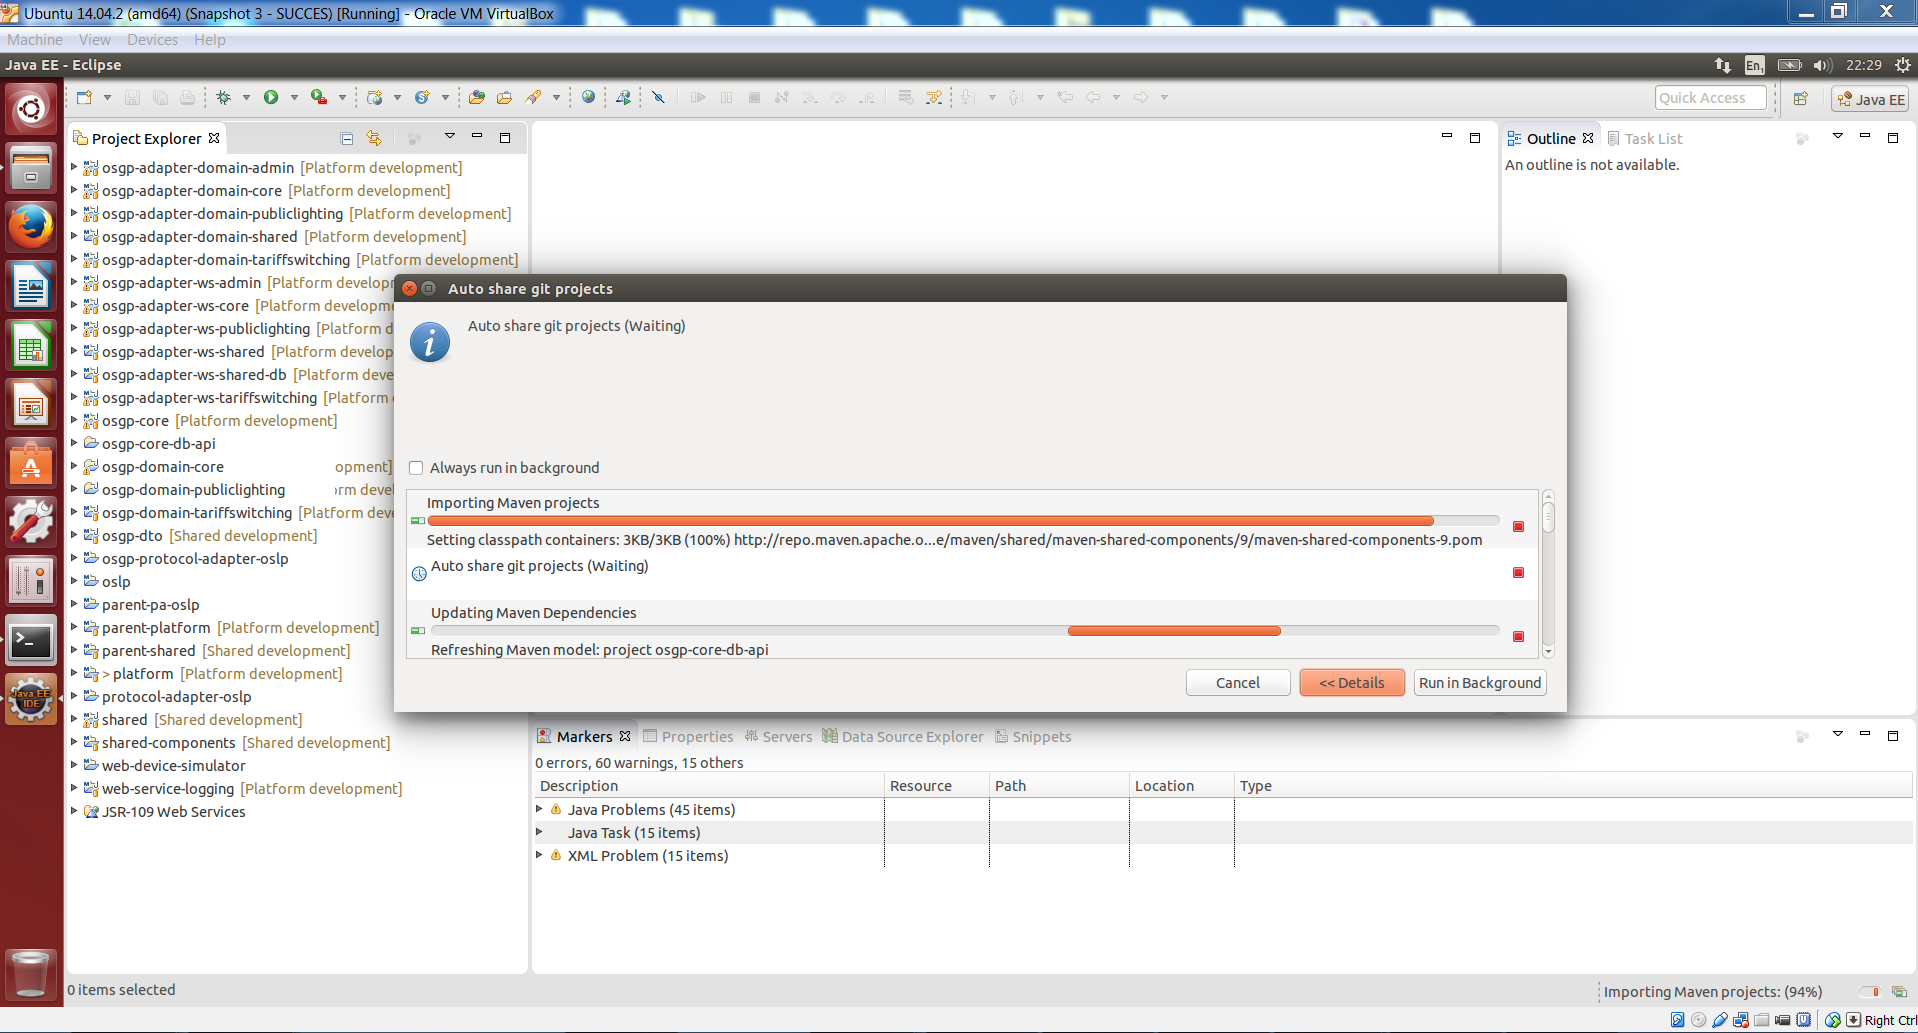 Ubuntu 14.04.2 (amd64) (Snapshot 3 - SUCCES) [Running] - Oracle VM VirtualBox
Machine View Devices Help
Java EE - Eclipse
En1 22:29
Quick Access
Java EE
Project Explorer
osgp-adapter-domain-admin [Platform development]
osgp-adapter-domain-core [Platform development]
osgp-adapter-domain-publiclighting [Platform development]
osgp-adapter-domain-shared [Platform development]
osgp-adapter-domain-tariffswitching [Platform development]
osgp-adapter-ws-admin [Platform develop
osgp-adapter-ws-core [Platform developme
osgp-adapter-ws-publiclighting [Platform d
osgp-adapter-ws-shared [Platform develop
osgp-adapter-ws-shared-db [Platform deve
osgp-adapter-ws-tariffswitching [Platform
osgp-core [Platform development]
osgp-core-db-api
osgp-domain-core opment]
osgp-domain-publiclighting rm devel
osgp-domain-tariffswitching [Platform deve
osgp-dto [Shared development]
osgp-protocol-adapter-oslp
oslp
parent-pa-oslp
parent-platform [Platform development]
parent-shared [Shared development]
> platform [Platform development]
protocol-adapter-oslp
shared [Shared development]
shared-components [Shared development]
web-device-simulator
web-service-logging [Platform development]
JSR-109 Web Services
Outline Task List
An outline is not available.
Auto share git projects
Auto share git projects (Waiting)
Always run in background
Importing Maven projects
Setting classpath containers: 3KB/3KB (100%) http://repo.maven.apache.o...e/maven/shared/maven-shared-components/9/maven-shared-components-9.pom
Auto share git projects (Waiting)
Updating Maven Dependencies
Refreshing Maven model: project osgp-core-db-api
Cancel << Details Run in Background
Markers Properties Servers Data Source Explorer Snippets
0 errors, 60 warnings, 15 others
Description Resource Path Location Type
Java Problems (45 items)
Java Task (15 items)
XML Problem (15 items)
Java EE
IDE
0 items selected
Importing Maven projects: (94%)
Right Ctrl